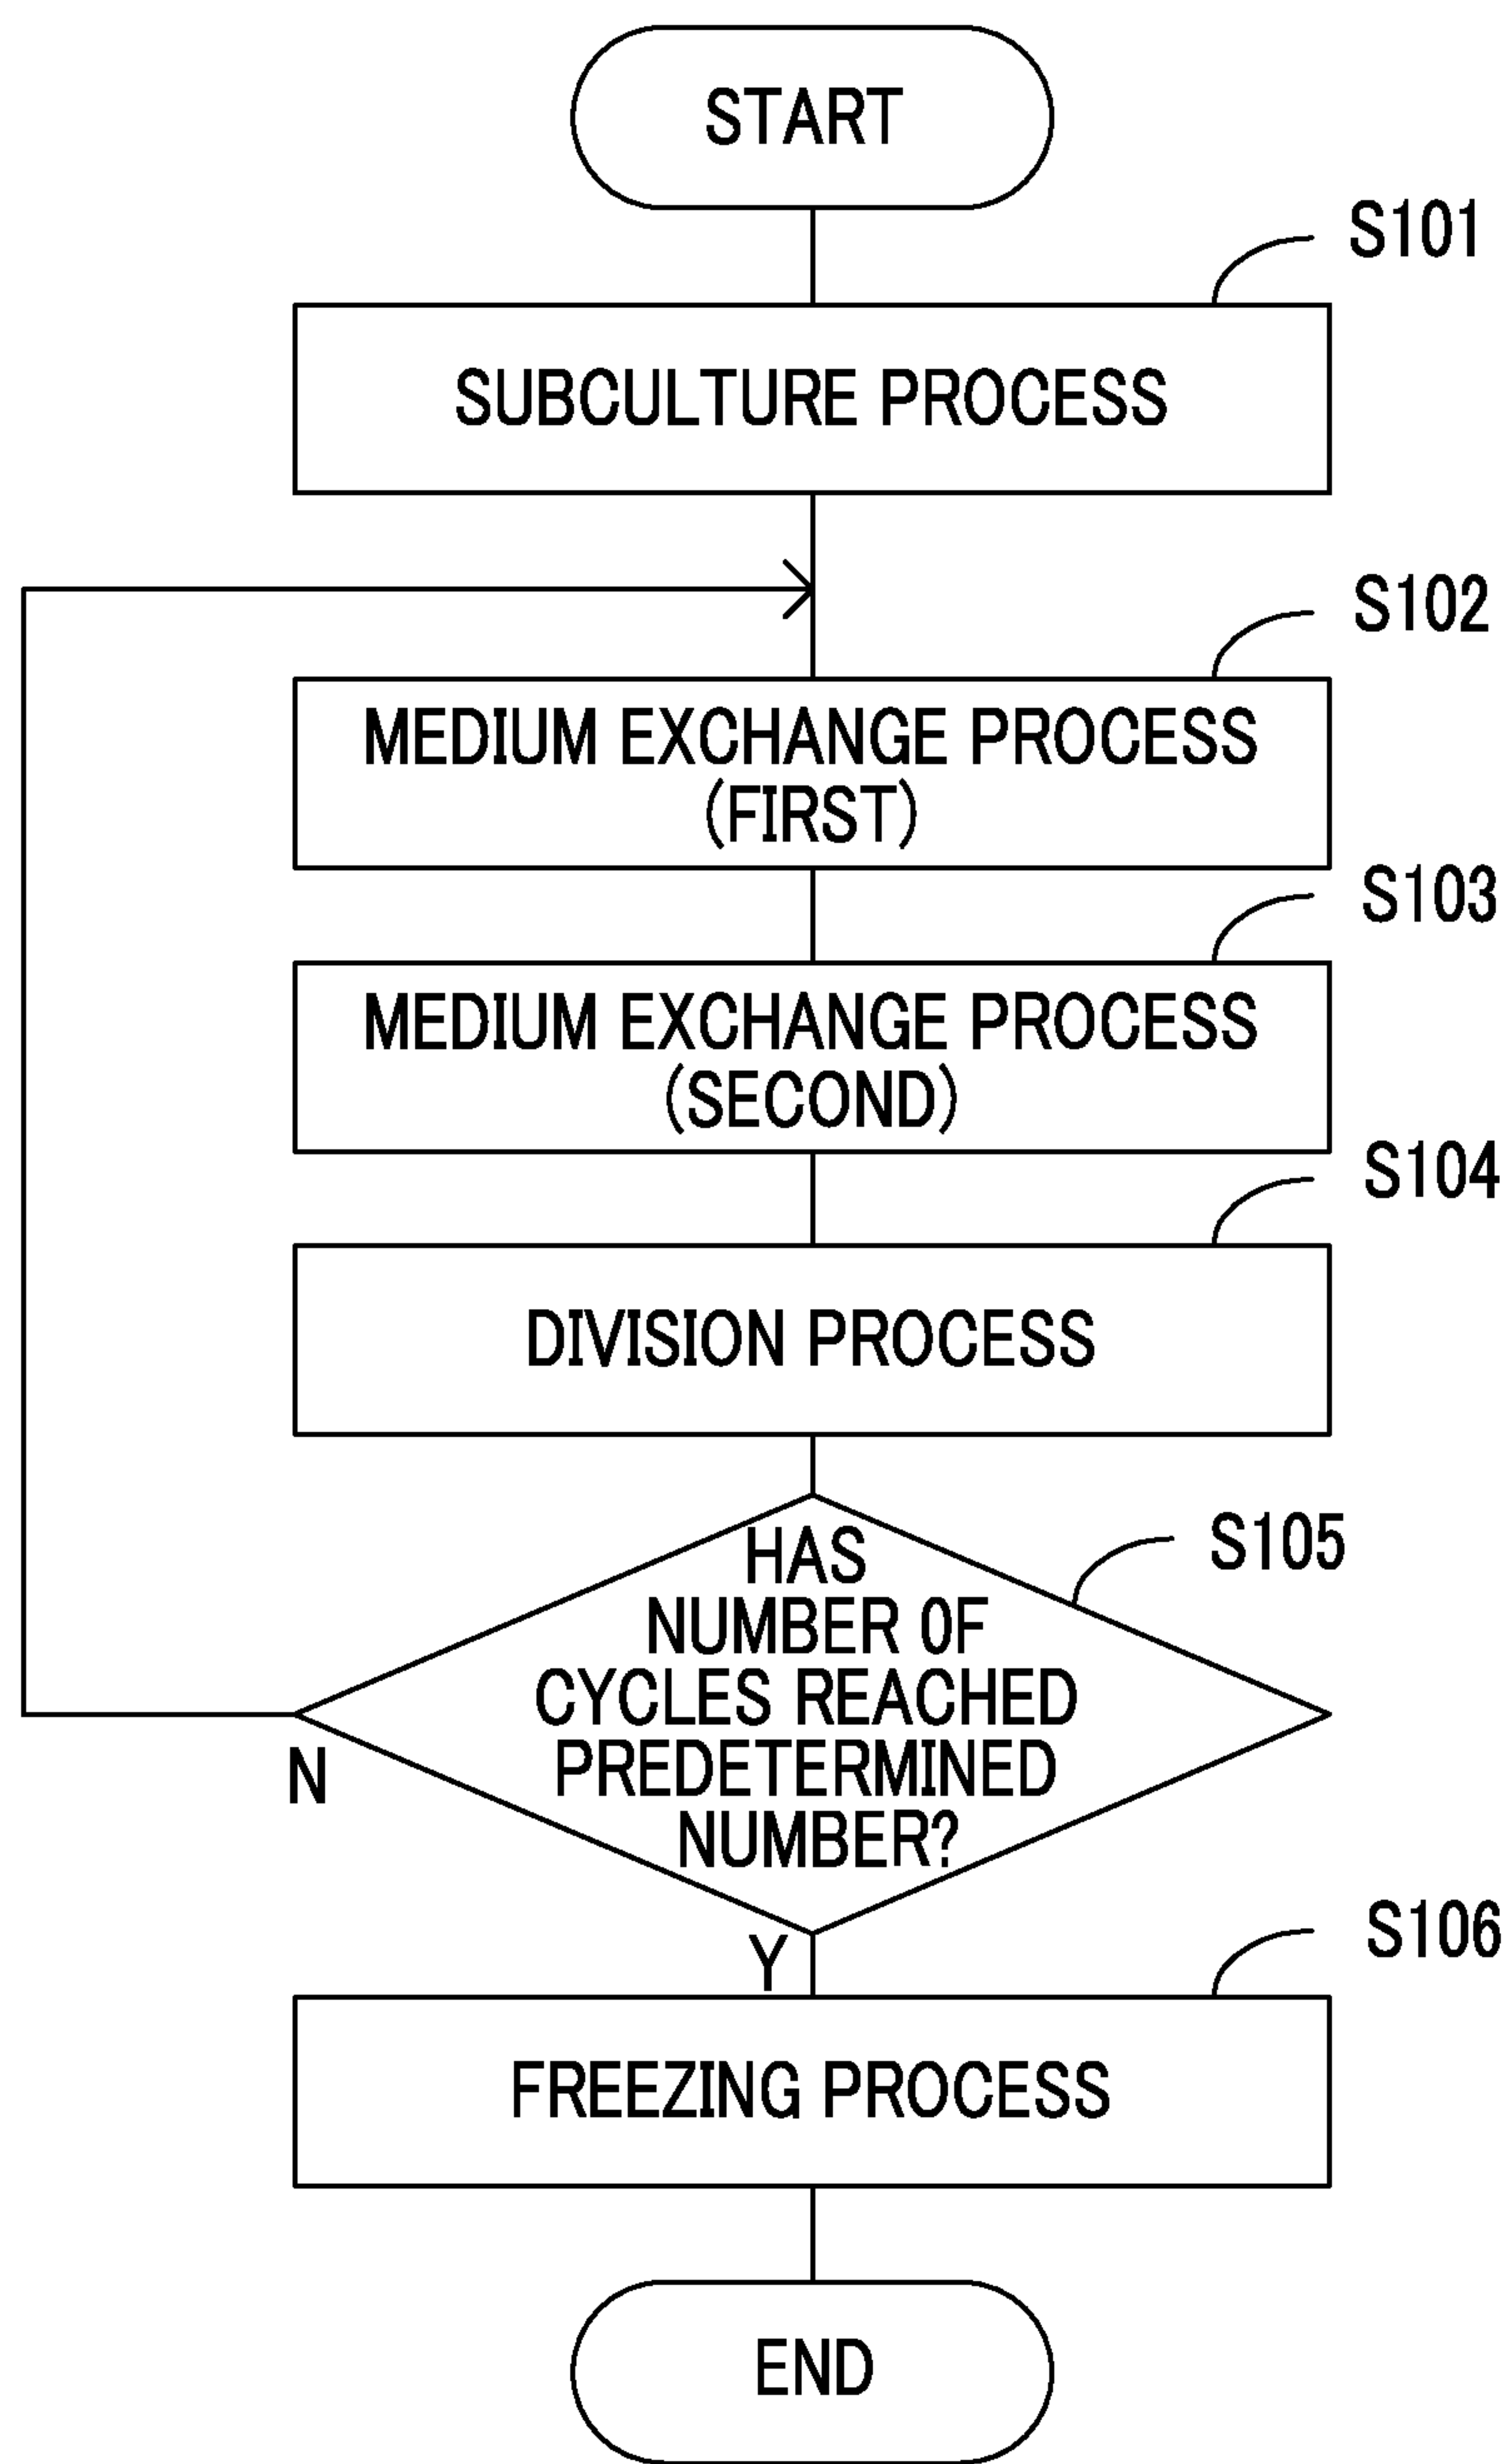 START
S101
SUBCULTURE PROCESS
S102
MEDIUM EXCHANGE PROCESS
(FIRST)
S103
MEDIUM EXCHANGE PROCESS
(SECOND)
S104
DIVISION PROCESS
S105
HAS
NUMBER OF
CYCLES REACHED
PREDETERMINED
NUMBER?
N
Y
S106
FREEZING PROCESS
END